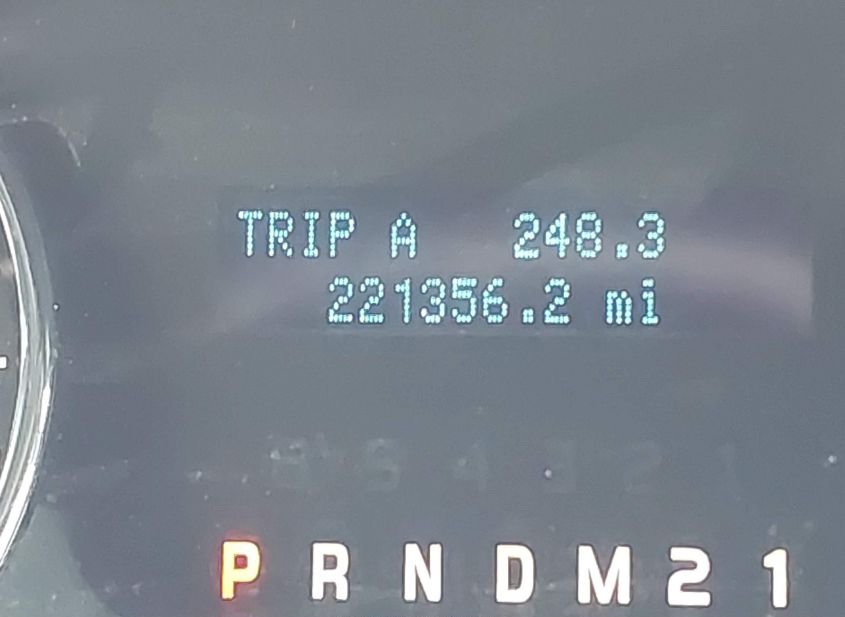 TRIP A 248.3
221356.2 mi
P R N D M 2 1